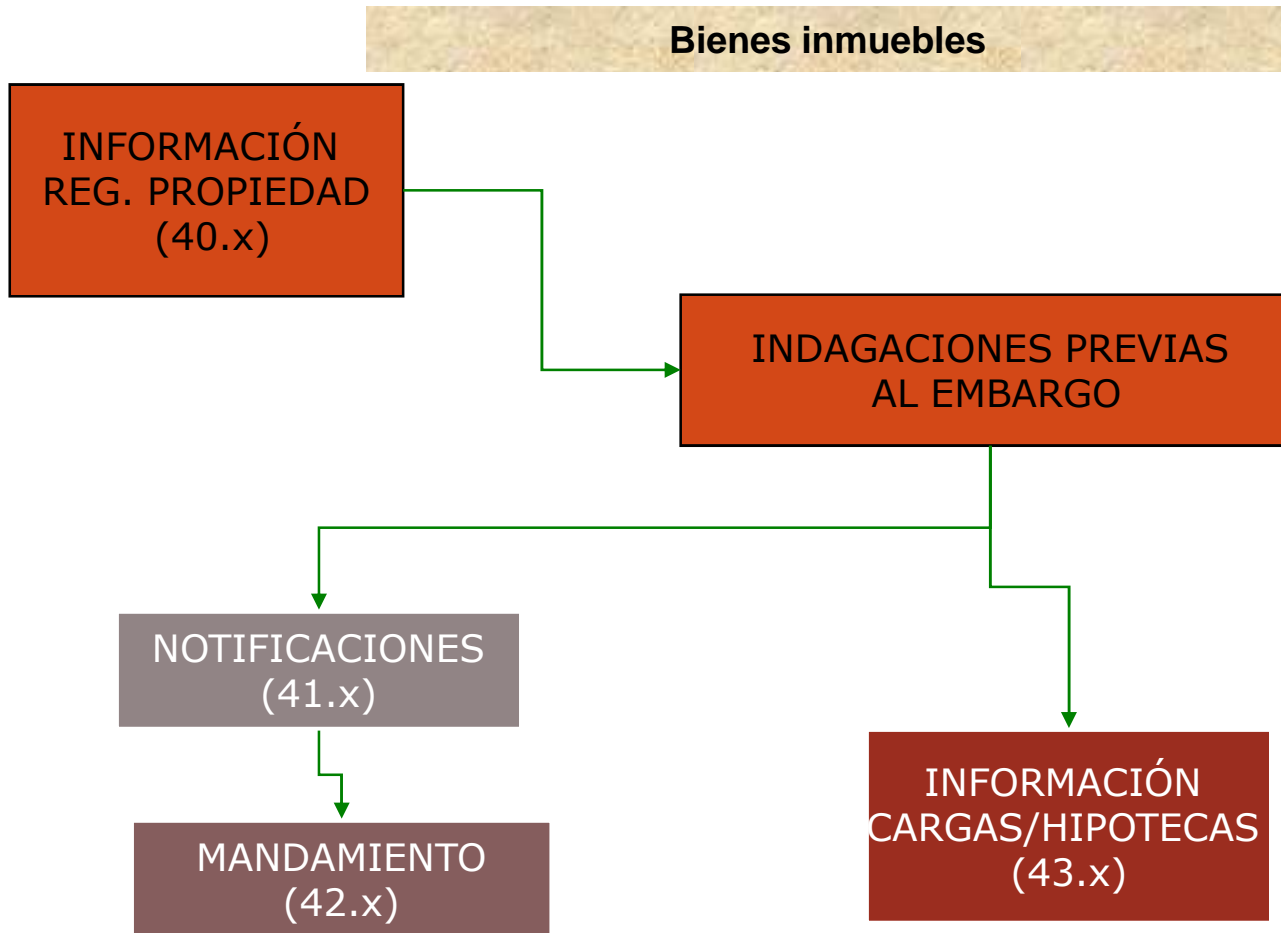 Bienes inmuebles
INFORMACIÓN
REG. PROPIEDAD
(40.x)
INDAGACIONES PREVIAS
AL EMBARGO
NOTIFICACIONES
(41.x)
MANDAMIENTO
(42.x)
INFORMACIÓN
CARGAS/HIPOTECAS
(43.x)